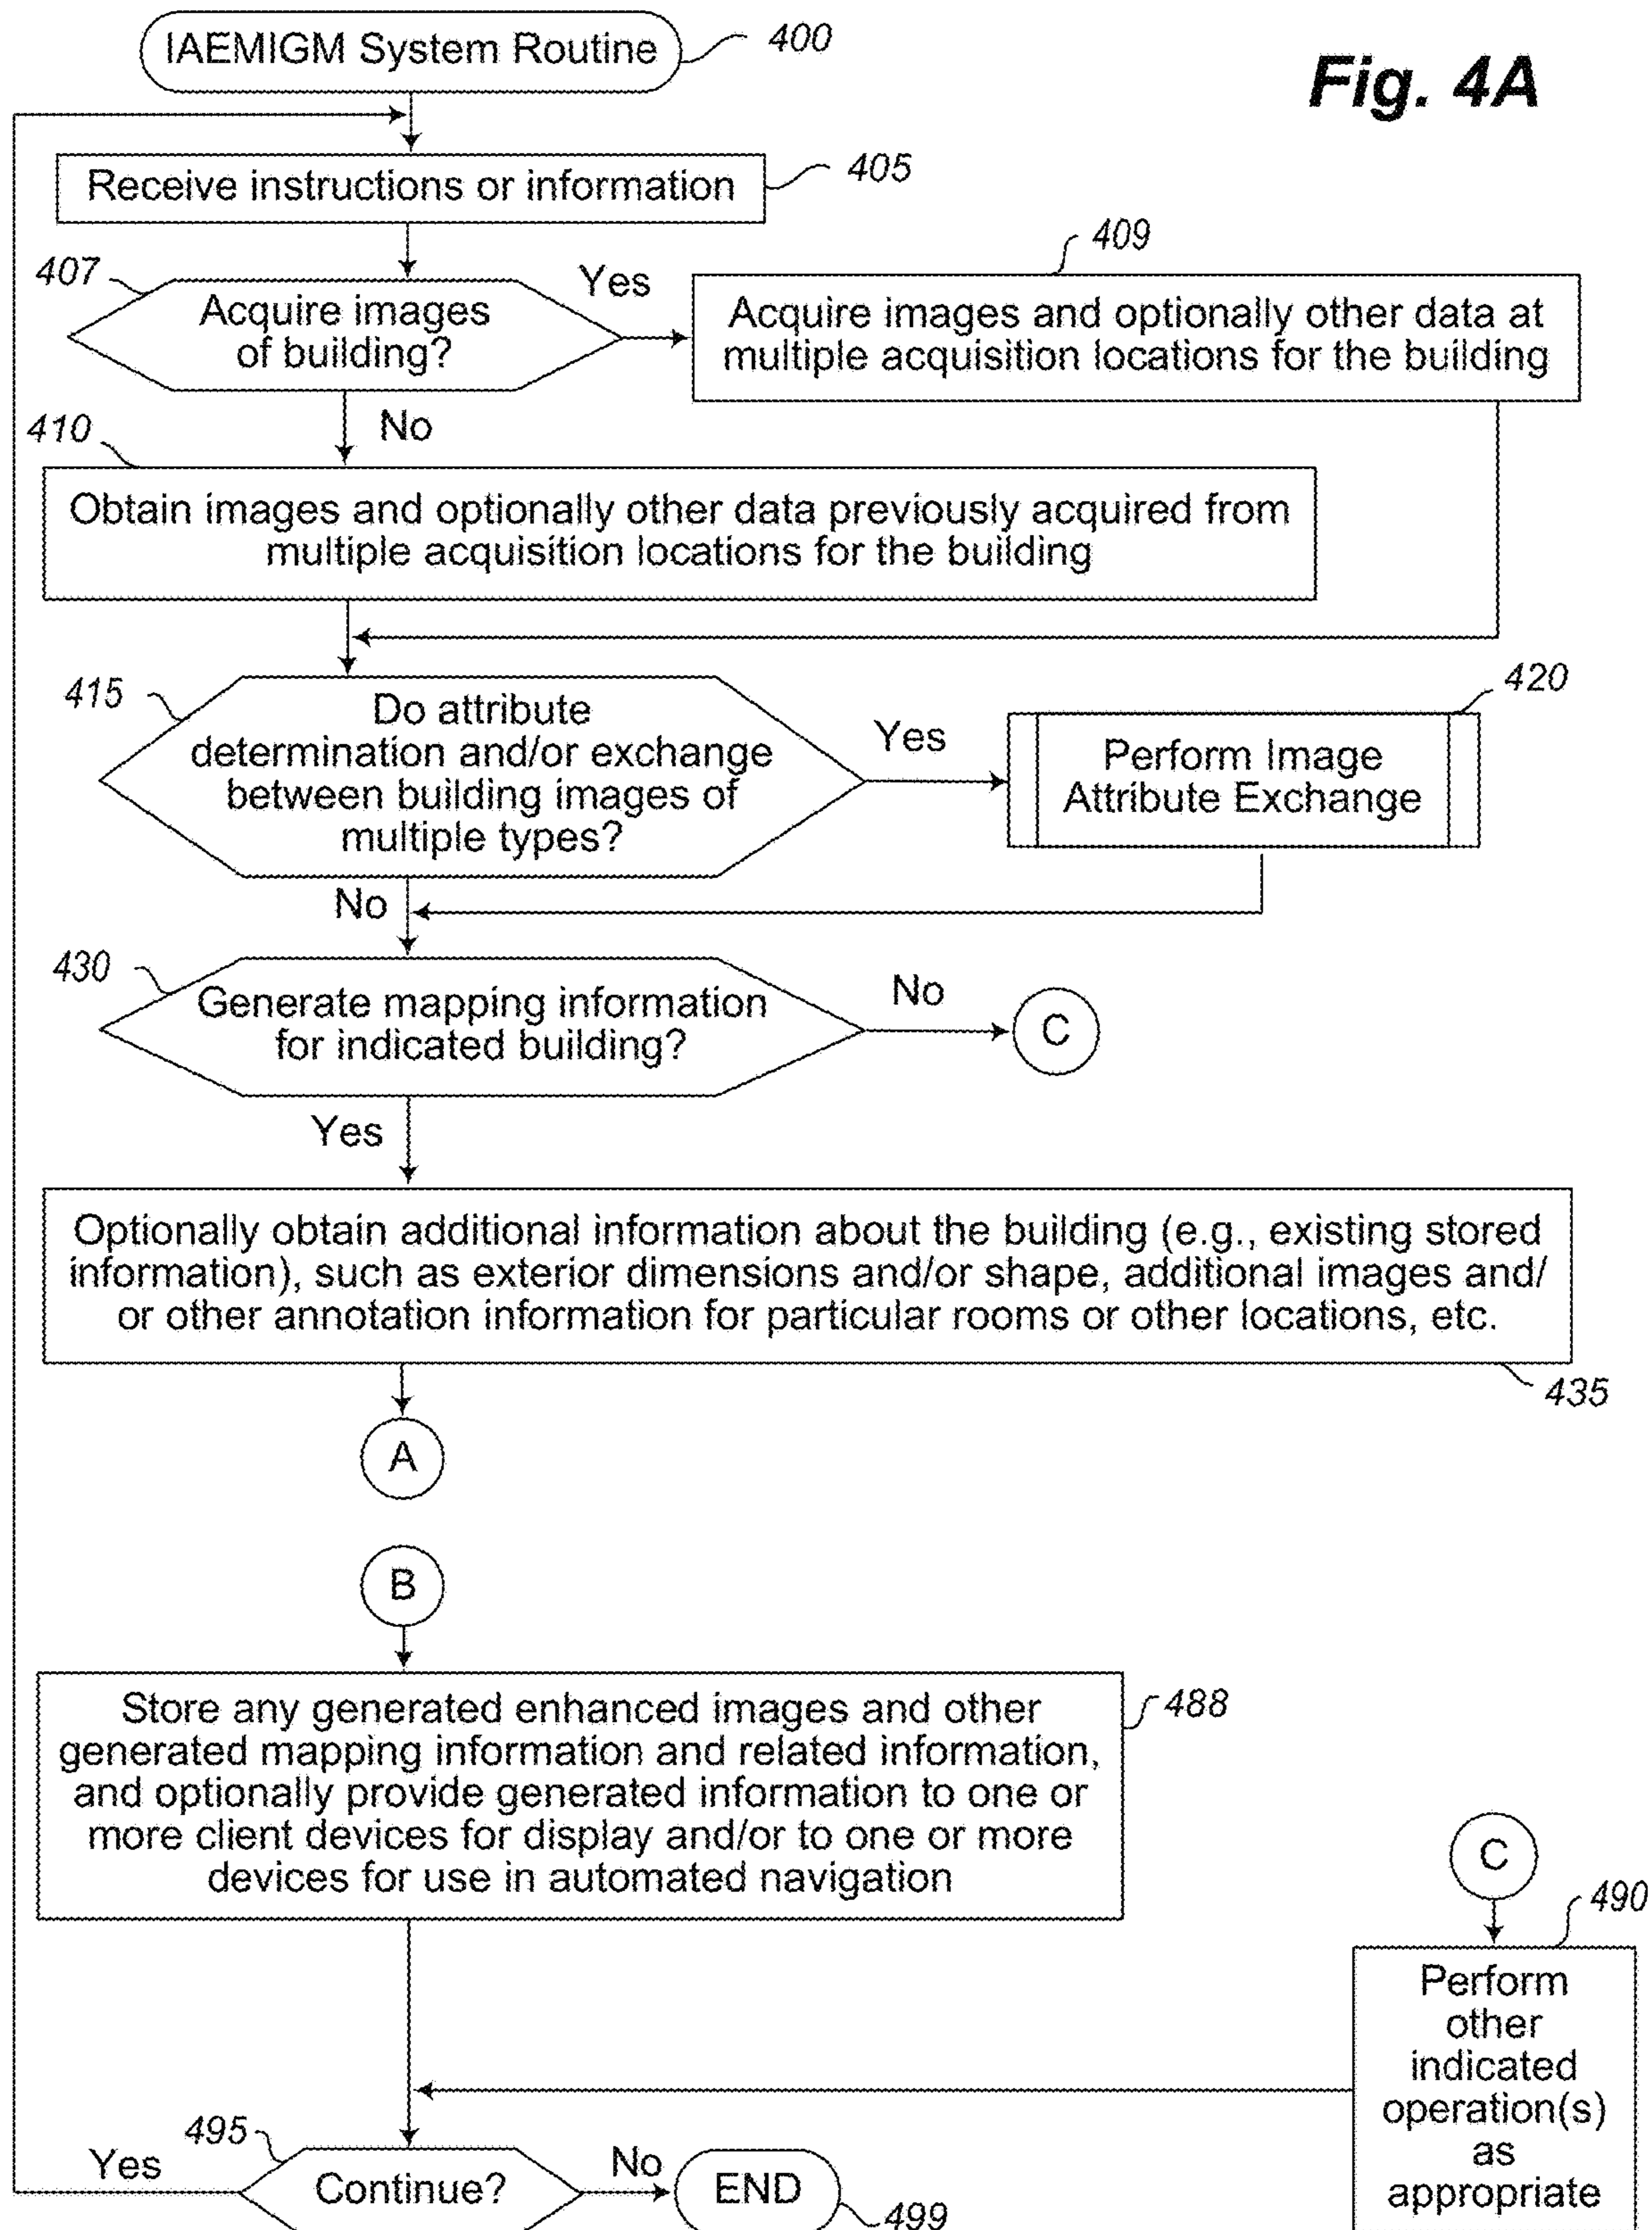 IAEMIGM System Routine
400
Fig. 4A
Receive instructions or information
405
407
Acquire images
of building?
Yes
409
Acquire images and optionally other data at
multiple acquisition locations for the building
No
410
Obtain images and optionally other data previously acquired from
multiple acquisition locations for the building
415
Do attribute
determination and/or exchange
between building images of
multiple types?
Yes
420
Perform Image
Attribute Exchange
No
430
Generate mapping information
for indicated building?
No
C
Yes
Optionally obtain additional information about the building (e.g., existing stored
information), such as exterior dimensions and/or shape, additional images and/
or other annotation information for particular rooms or other locations, etc.
435
A
B
Store any generated enhanced images and other
generated mapping information and related information,
and optionally provide generated information to one or
more client devices for display and/or to one or more
devices for use in automated navigation
488
C
490
Perform
other
indicated
operation(s)
as
appropriate
495
Yes
Continue?
No
END
499